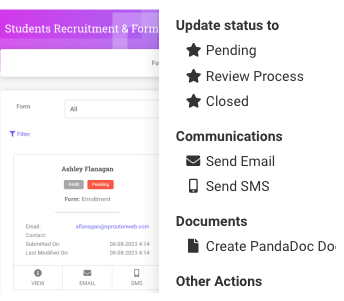 Students Recruitment & Form
Fo
Form
All
Filter
Ashley Flanagan
Pending
Form: Enrollment
Email: aflanagan@sproutsweb.com
Contact:
Submitted On: 06-08-2023 4:14
Last Modified On: 06-08-2023 4:14
VIEW
EMAIL
SMS
Update status to
Pending
Review Process
Closed
Communications
Send Email
Send SMS
Documents
Create PandaDoc Do
Other Actions